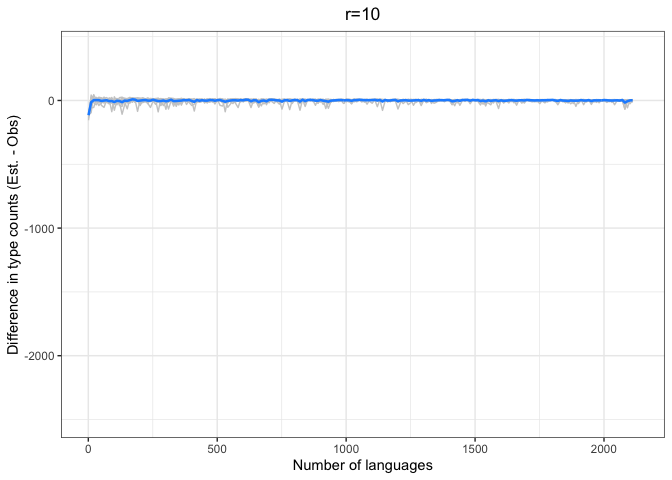 r=10
Difference in type counts (Est. - Obs)
0
-1000
-2000
0 500 1000 1500 2000
Number of languages